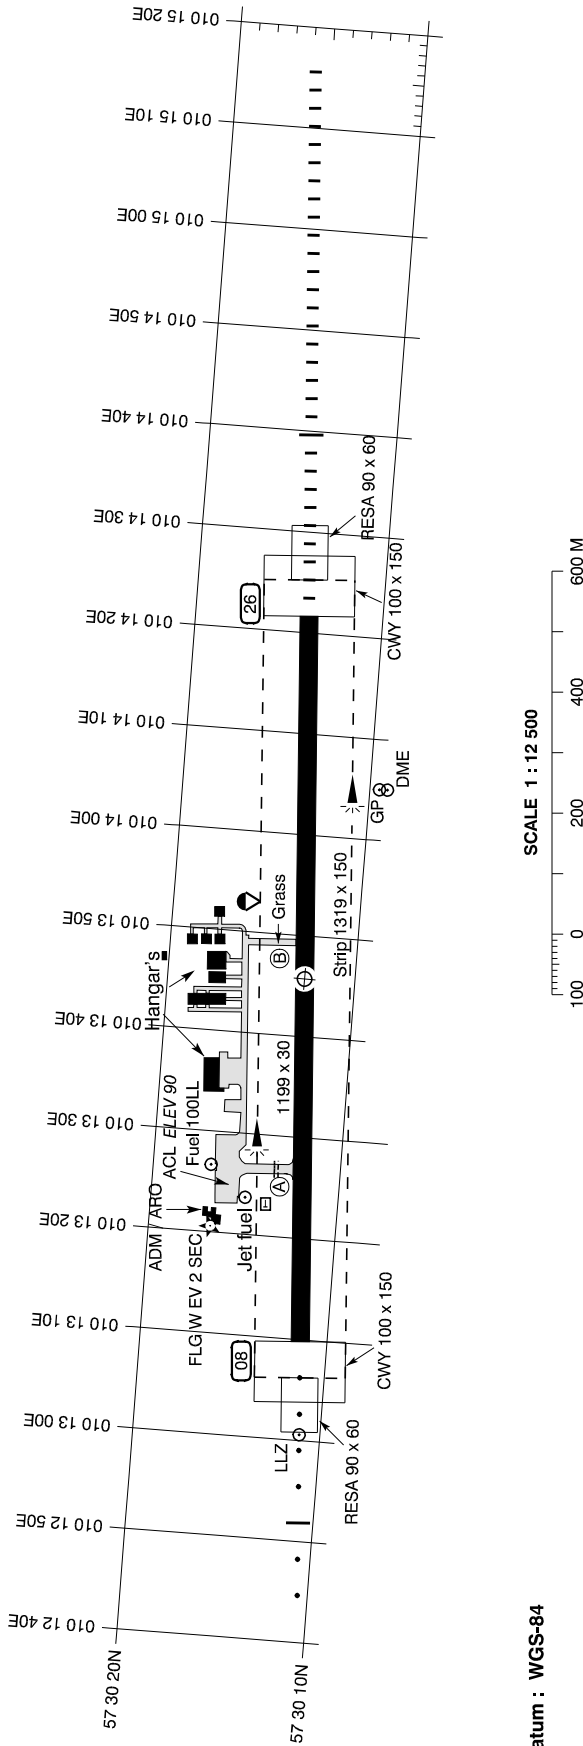 010 15 20E
010 15 10E
010 15 00E
010 14 50E
010 14 40E
010 14 30E
010 14 20E
010 14 10E
010 14 00E
010 13 50E
010 13 40E
010 13 30E
010 13 20E
010 13 10E
010 13 00E
010 12 50E
010 12 40E
57 30 20N
57 30 10N
RESA 90 x 60
CWY 100 x 150
26
GP
DME
Strip 1319 x 150
Grass
B
Hangar's
1199 x 30
ACL ELEV 90
Fuel 100LL
A
ADM / ARO
FLG W EV 2 SEC
Jet fuel
T
08
CWY 100 x 150
LLZ
RESA 90 x 60
SCALE 1 : 12 500
100 0 200 400 600 M
atum : WGS-84